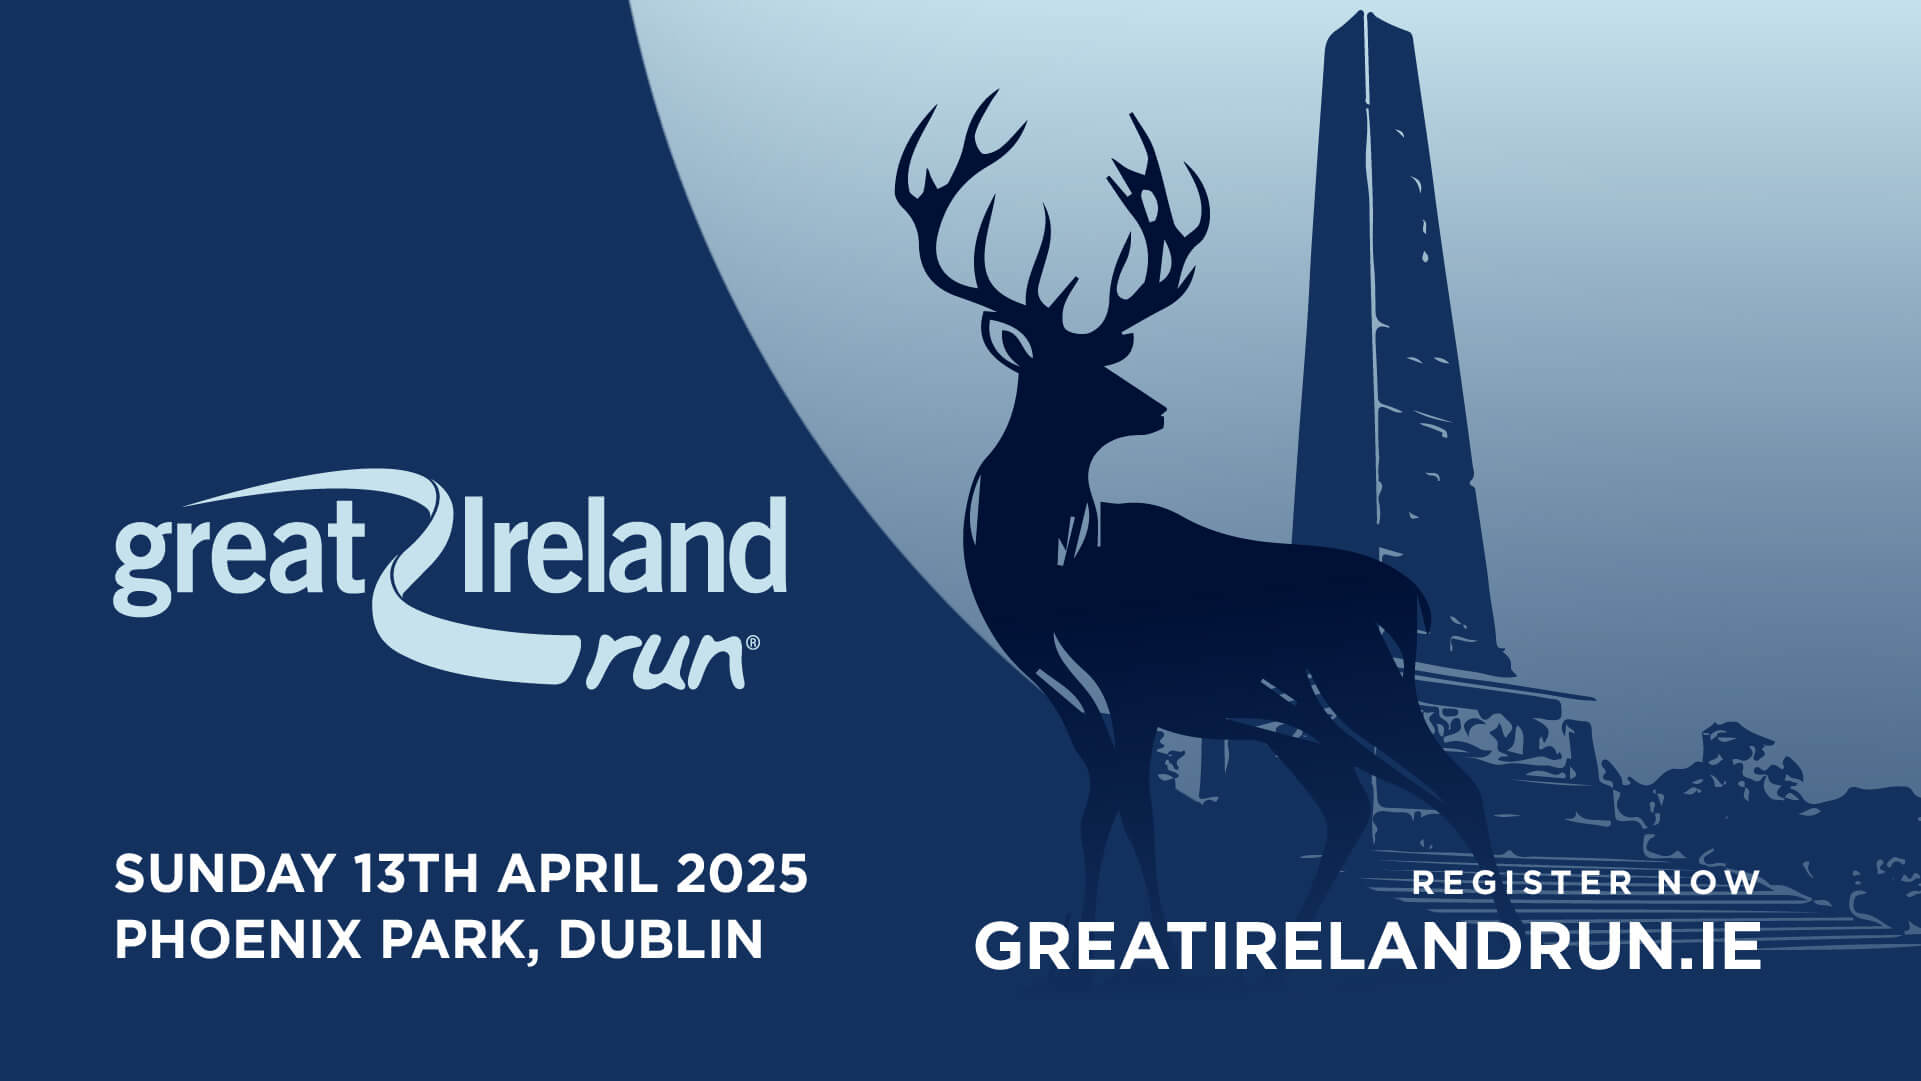 great Ireland
run®
SUNDAY 13TH APRIL 2025
PHOENIX PARK, DUBLIN
REGISTER NOW
GREATIRELANDRUN.IE